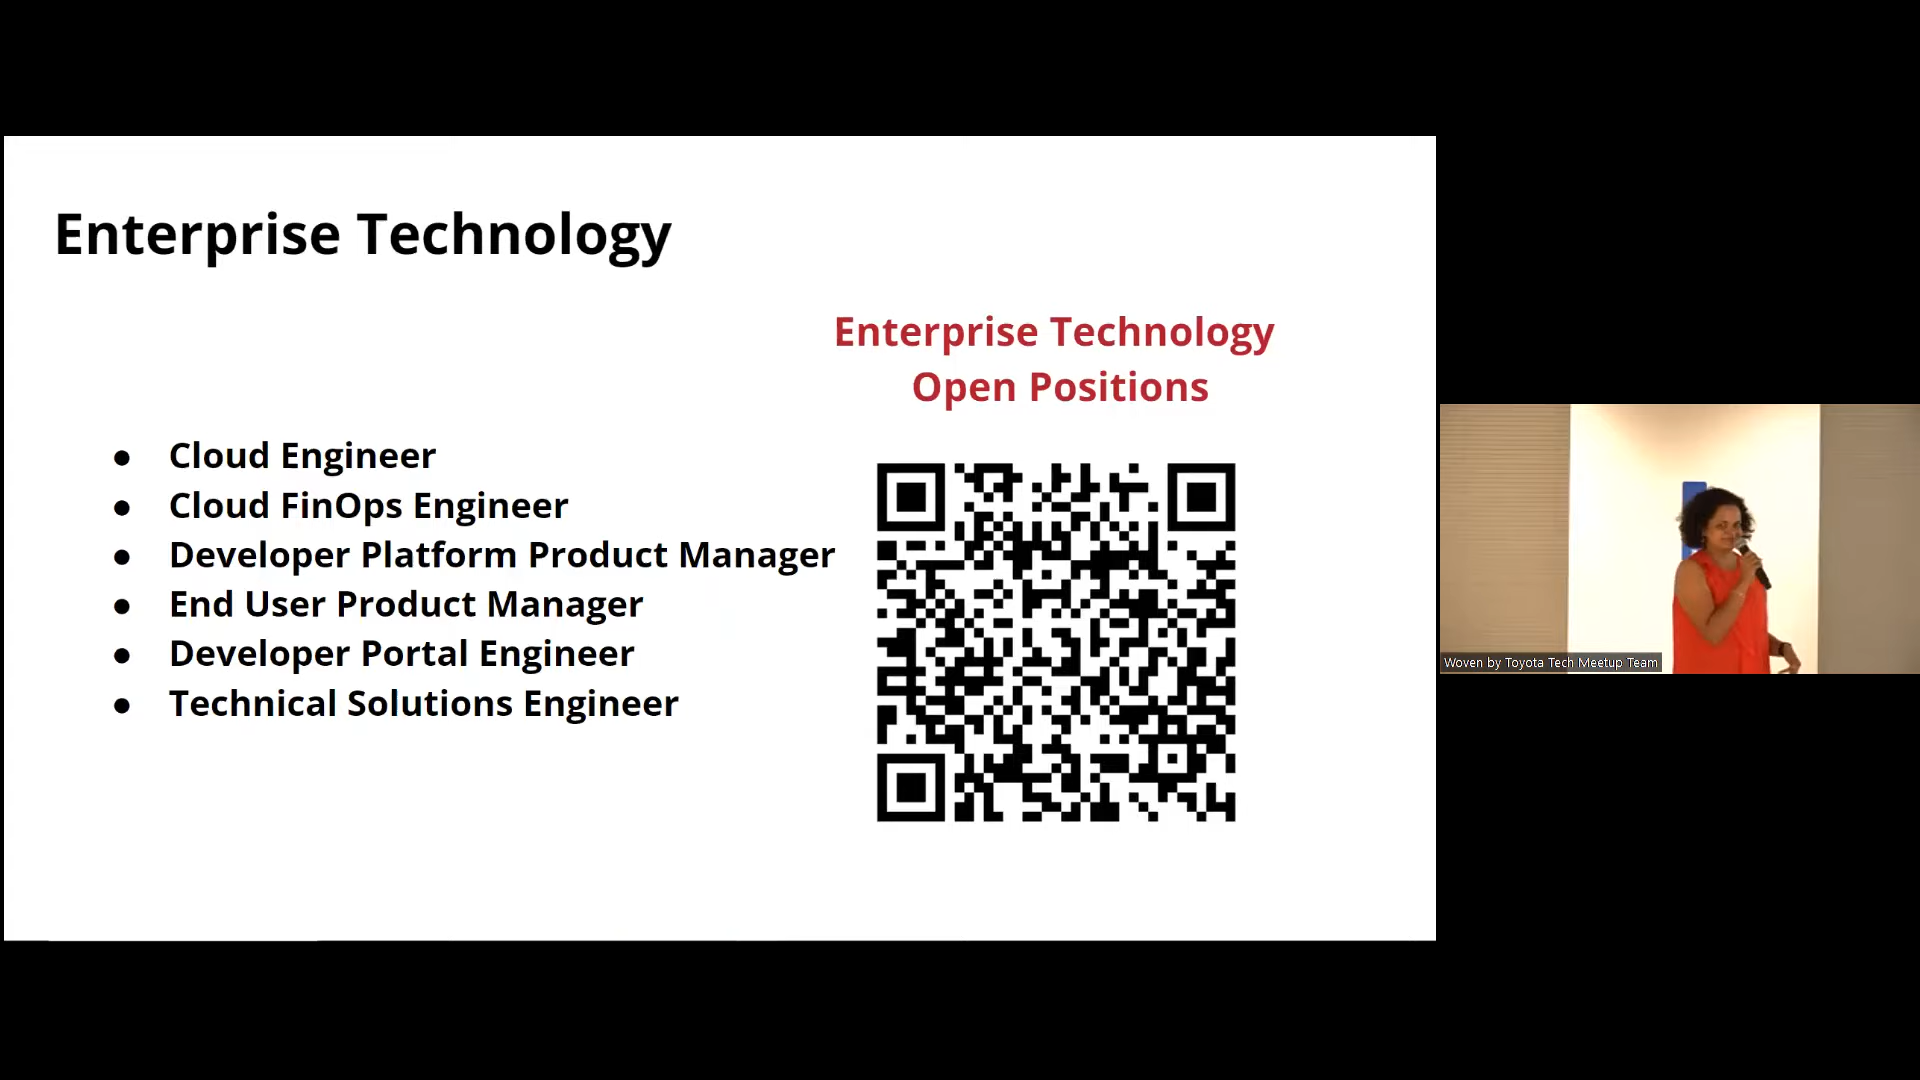 Enterprise Technology
Enterprise Technology
Open Positions
● Cloud Engineer
● Cloud FinOps Engineer
● Developer Platform Product Manager
● End User Product Manager
● Developer Portal Engineer
● Technical Solutions Engineer
Woven by Toyota Tech Meetup Team